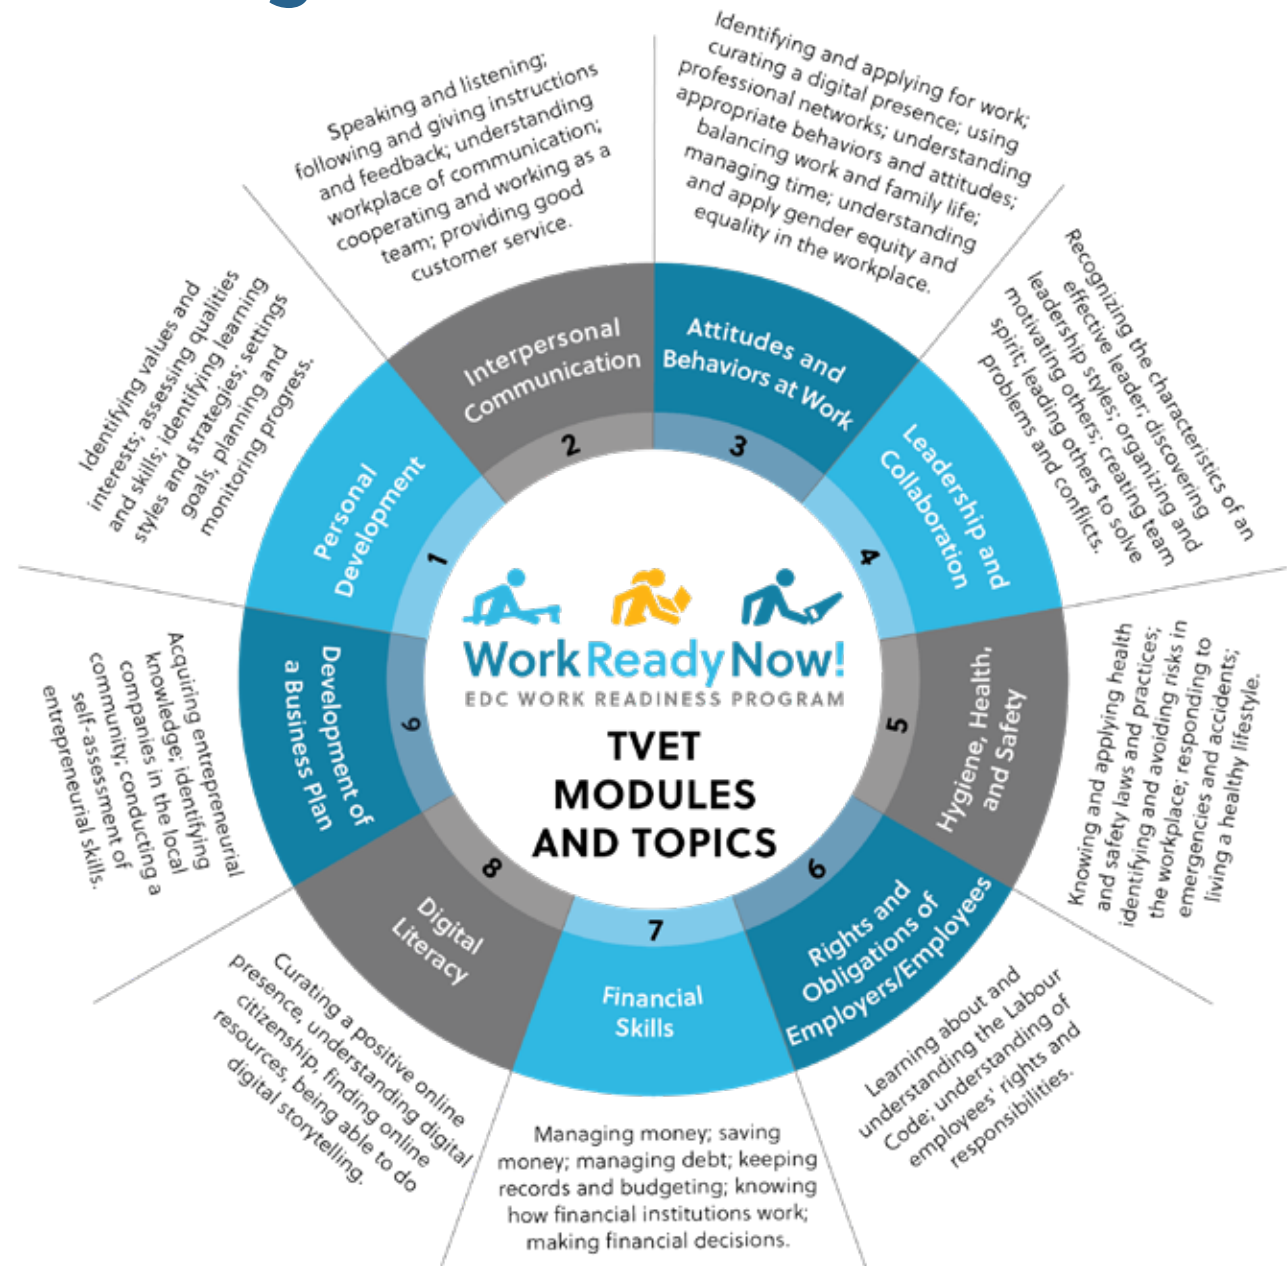 WorkReadyNow!
EDC WORK READINESS PROGRAM
TVET
MODULES
AND TOPICS
1
Personal
Development
Identifying values and
interests; assessing qualities
and skills; identifying learning
styles and strategies; settings
goals, planning and
monitoring progress.
2
Interpersonal
Communication
Speaking and listening;
following and giving instructions
and feedback; understanding
workplace of communication;
cooperating and working as a
team; providing good
customer service.
3
Attitudes and
Behaviors at Work
Identifying and applying for work;
curating a digital presence; using
professional networks; understanding
appropriate behaviors and attitudes;
balancing work and family life;
managing time; understanding
and apply gender equity and
equality in the workplace.
4
Leadership and
Collaboration
Recognizing the characteristics of an
effective leader; discovering
leadership styles; organizing and
motivating others; creating team
spirit; leading others to solve
problems and conflicts.
5
Hygiene, Health,
and Safety
Knowing and applying health
and safety laws and practices;
identifying and avoiding risks in
the workplace; responding to
emergencies and accidents;
living a healthy lifestyle.
6
Rights and
Obligations of
Employers/Employees
Learning about and
understanding the Labour
Code; understanding of
employees' rights and
responsibilities.
7
Financial
Skills
Managing money; saving
money; managing debt; keeping
records and budgeting; knowing
how financial institutions work;
making financial decisions.
8
Digital
Literacy
Curating a positive online
presence, understanding digital
citizenship, finding online
resources, being able to do
digital storytelling.
9
Development of
a Business Plan
Acquiring entrepreneurial
knowledge; identifying
companies in the local
community; conducting a
self-assessment of
entrepreneurial skills.